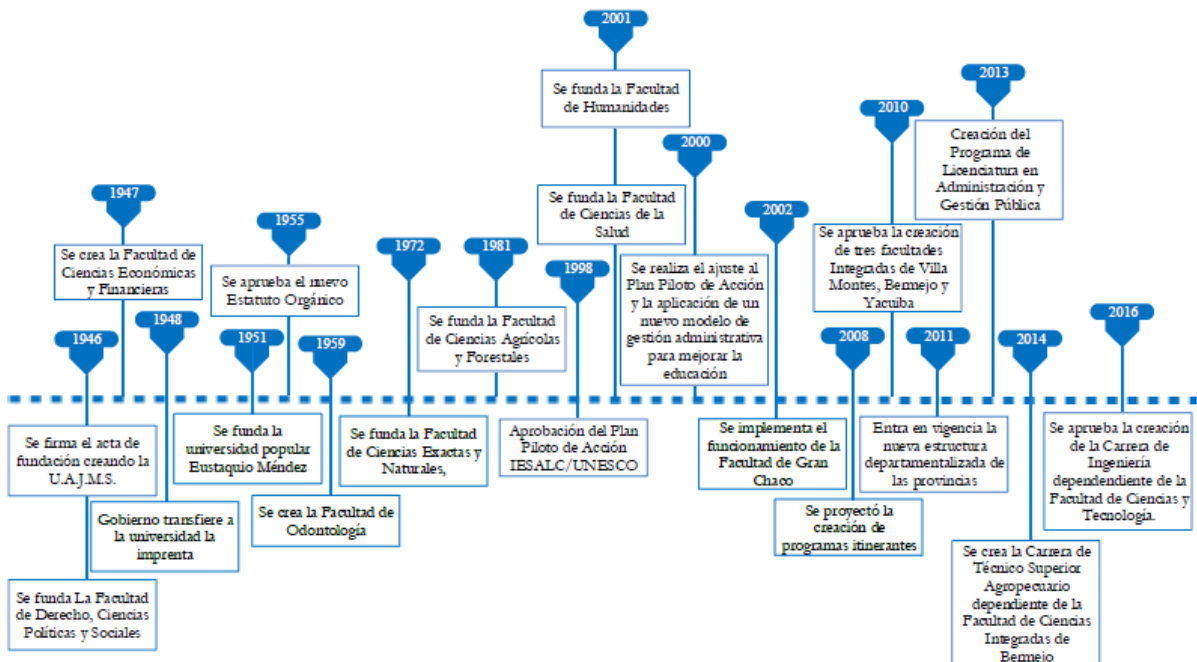 1946
Se firma el acta de
fundación creando la
U.A.J.M.S.
Se funda La Facultad
de Derecho, Ciencias
Políticas y Sociales
1947
Se crea la Facultad de
Ciencias Económicas
y Financieras
1948
Gobierno transfiere a
la universidad la
imprenta
1951
Se funda la
universidad popular
Eustaquio Méndez
1955
Se aprueba el nuevo
Estatuto Orgánico
1959
Se crea la Facultad de
Odontología
1972
Se funda la Facultad
de Ciencias Exactas y
Naturales,
1981
Se funda la Facultad
de Ciencias Agrícolas
y Forestales
1998
Aprobación del Plan
Piloto de Acción
IESALC/UNESCO
2001
Se funda la Facultad
de Humanidades
Se funda la Facultad
de Ciencias de la
Salud
2000
Se realiza el ajuste al
Plan Piloto de Acción
y la aplicación de un
nuevo modelo de
gestión administrativa
para mejorar la
educación
2002
Se implementa el
funcionamiento de la
Facultad de Gran
Chaco
2008
Se proyectó la
creación de
programas itinerantes
2010
Se aprueba la creación
de tres facultades
Integradas de Villa
Montes, Bermejo y
Yacuiba
2011
Entra en vigencia la
nueva estructura
departamentalizada de
las provincias
2013
Creación del
Programa de
Licenciatura en
Administración y
Gestión Pública
2014
Se crea la Carrera de
Técnico Superior
Agropecuario
dependiente de la
Facultad de Ciencias
Integradas de
Bermejo
2016
Se aprueba la creación
de la Carrera de
Ingeniería
dependiente de la
Facultad de Ciencias y
Tecnología.